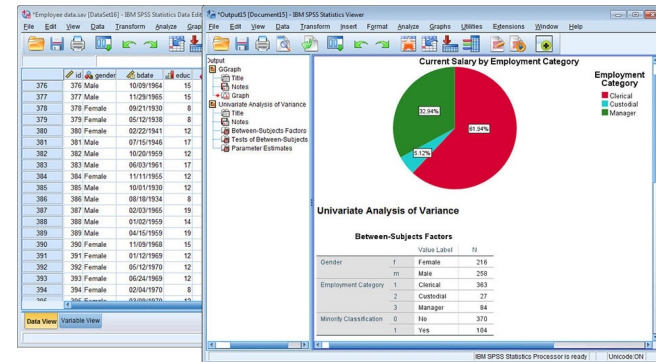 *Employee data.sav [DataSet16] - IBM SPSS Statistics Data Edit
File Edit View Data Transform Analyze Grap
id gender bdate educ
376 376 Male 10/09/1964 15
377 377 Male 11/29/1965 15
378 378 Female 09/21/1930 8
379 379 Female 05/12/1938 8
380 380 Female 02/22/1941 12
381 381 Male 07/15/1946 17
382 382 Male 10/20/1959 12
383 383 Male 06/03/1961 17
384 384 Female 11/11/1955 12
385 385 Male 10/01/1930 12
386 386 Male 08/18/1934 8
387 387 Male 02/03/1965 19
388 388 Male 01/02/1959 14
389 389 Male 04/15/1959 19
390 390 Female 11/09/1968 15
391 391 Female 01/12/1969 12
392 392 Female 05/12/1970 12
393 393 Female 06/24/1969 12
394 394 Female 02/04/1970 8
Data View Variable View
*Output15 [Document15] - IBM SPSS Statistics Viewer
File Edit View Data Transform Insert Format Analyze Graphs Utilities Extensions Window Help
Output
GGraph
Title
Notes
Graph
Univariate Analysis of Variance
Title
Notes
Between-Subjects Factors
Tests of Between-Subjects
Parameter Estimates
Current Salary by Employment Category
Employment
Category
Clerical
Custodial
Manager
32.94%
61.94%
5.12%
Univariate Analysis of Variance
Between-Subjects Factors
Value Label N
Gender f Female 216
m Male 258
Employment Category 1 Clerical 363
2 Custodial 27
3 Manager 84
Minority Classification 0 No 370
1 Yes 104
IBM SPSS Statistics Processor is ready Unicode:ON